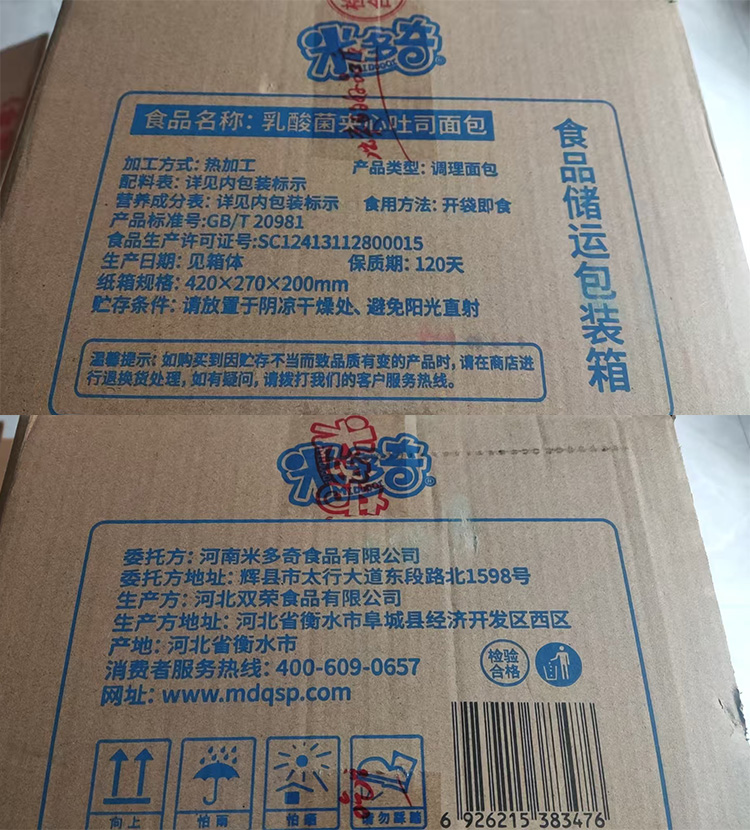 米多奇
食品名称：乳酸菌夹心吐司面包
加工方式：热加工 产品类型：调理面包
配料表：详见内包装标示
营养成分表：详见内包装标示 食用方法：开袋即食
产品标准号:GB/T 20981
食品生产许可证号:SC12413112800015
生产日期：见箱体 保质期：120天
纸箱规格：420×270×200mm
贮存条件：请放置于阴凉干燥处、避免阳光直射
温馨提示：如购买到因贮存不当而致品质有变的产品时，请在商店进
行退换货处理，如有疑问，请拨打我们的客户服务热线。
食品储运包装箱
米多奇
委托方：河南米多奇食品有限公司
委托方地址：辉县市太行大道东段路北1598号
生产方：河北双荣食品有限公司
生产方地址：河北省衡水市阜城县经济开发区西区
产地：河北省衡水市
消费者服务热线：400-609-0657
网址：www.mdqsp.com
检验
合格
向上 怕雨 怕晒
6 926215 383476